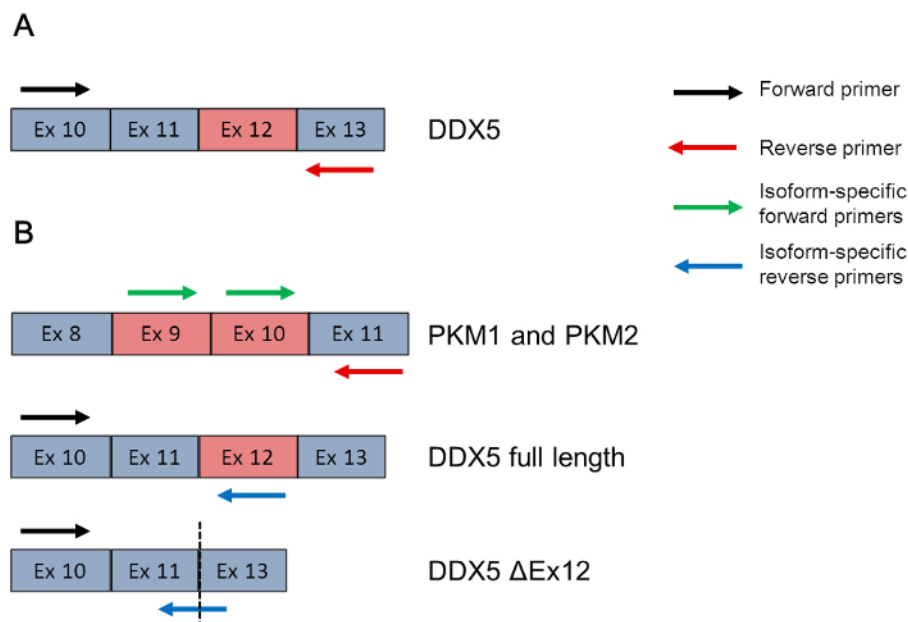 A
Ex 10 Ex 11 Ex 12 Ex 13 DDX5
Forward primer
Reverse primer
Isoform-specific
forward primers
Isoform-specific
reverse primers
B
Ex 8 Ex 9 Ex 10 Ex 11 PKM1 and PKM2
Ex 10 Ex 11 Ex 12 Ex 13 DDX5 full length
Ex 10 Ex 11 Ex 13 DDX5 ΔEx12